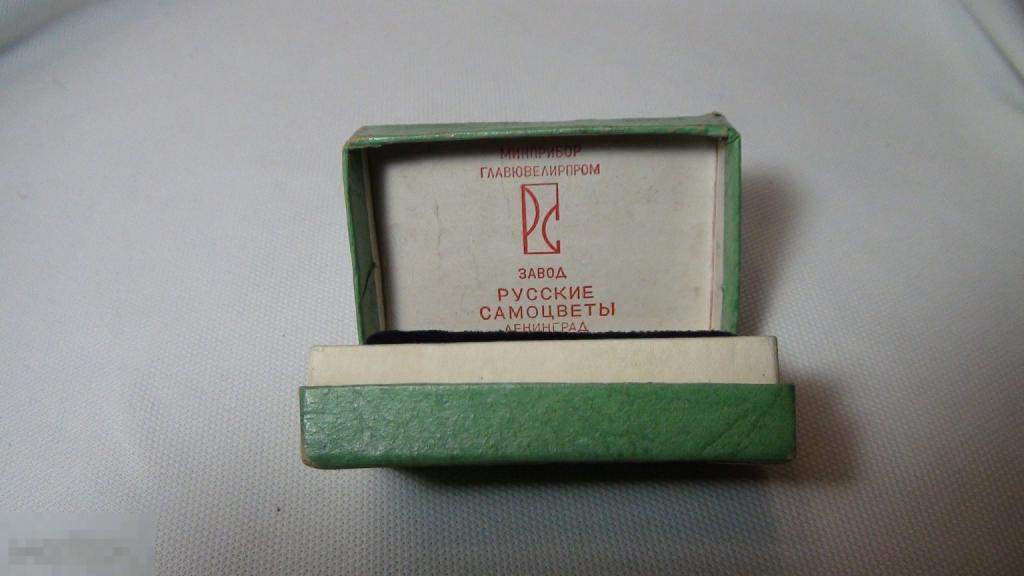 МИНПРИБОР
ГЛАВЮВЕЛИРПРОМ
РС
ЗАВОД
РУССКИЕ
САМОЦВЕТЫ
ЛЕНИНГРАД